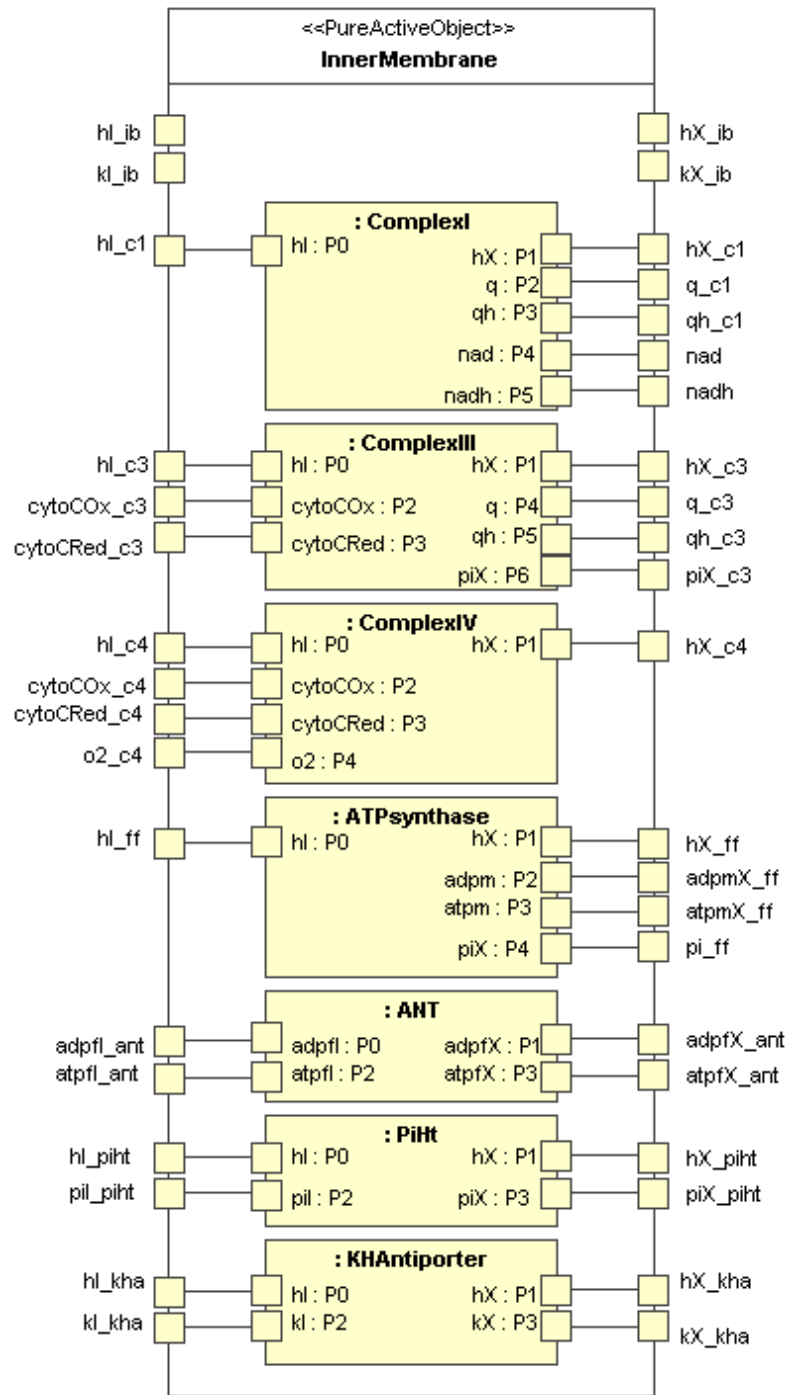 <<PureActiveObject>>
InnerMembrane
hI_ib
hX_ib
kI_ib
kX_ib
: ComplexI
hI_c1
hI : P0
hX : P1
hX_c1
q : P2
q_c1
qh : P3
qh_c1
nad : P4
nad
nadh : P5
nadh
: ComplexIII
hI_c3
hI : P0
hX : P1
hX_c3
cytoCOx_c3
cytoCOx : P2
q : P4
q_c3
cytoCRed_c3
cytoCRed : P3
qh : P5
qh_c3
piX : P6
piX_c3
: ComplexIV
hI_c4
hI : P0
hX : P1
hX_c4
cytoCOx_c4
cytoCOx : P2
cytoCRed_c4
cytoCRed : P3
o2_c4
o2 : P4
: ATPsynthase
hI_ff
hI : P0
hX : P1
hX_ff
adpm : P2
adpmX_ff
atpm : P3
atpmX_ff
piX : P4
pi_ff
: ANT
adpfI_ant
adpfI : P0
adpfX : P1
adpfX_ant
atpfI_ant
atpfI : P2
atpfX : P3
atpfX_ant
: PiHt
hI_piht
hI : P0
hX : P1
hX_piht
piI_piht
piI : P2
piX : P3
piX_piht
: KHAntiporter
hI_kha
hI : P0
hX : P1
hX_kha
kI_kha
kI : P2
kX : P3
kX_kha